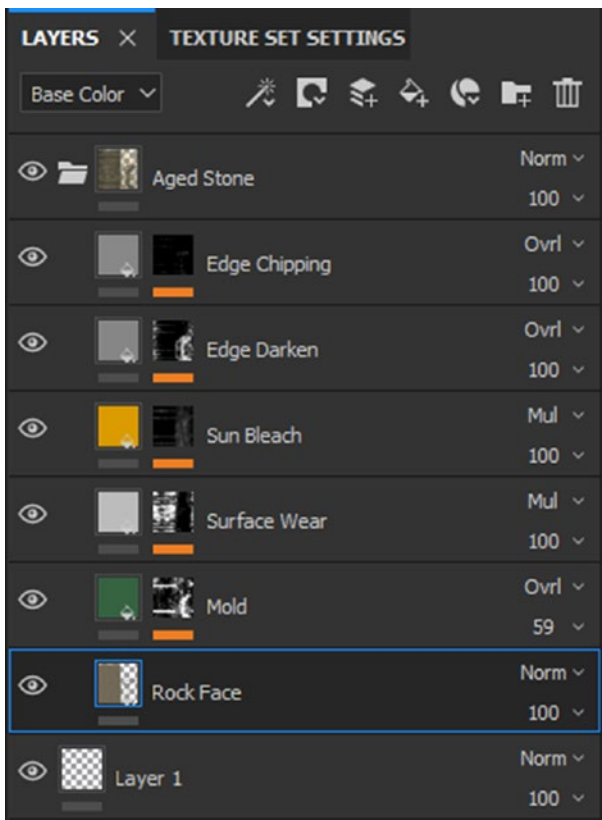 LAYERS × TEXTURE SET SETTINGS
Base Color
Aged Stone Norm
100
Edge Chipping Ovrl
100
Edge Darken Ovrl
100
Sun Bleach Mul
100
Surface Wear Mul
100
Mold Ovrl
59
Rock Face Norm
100
Layer 1 Norm
100